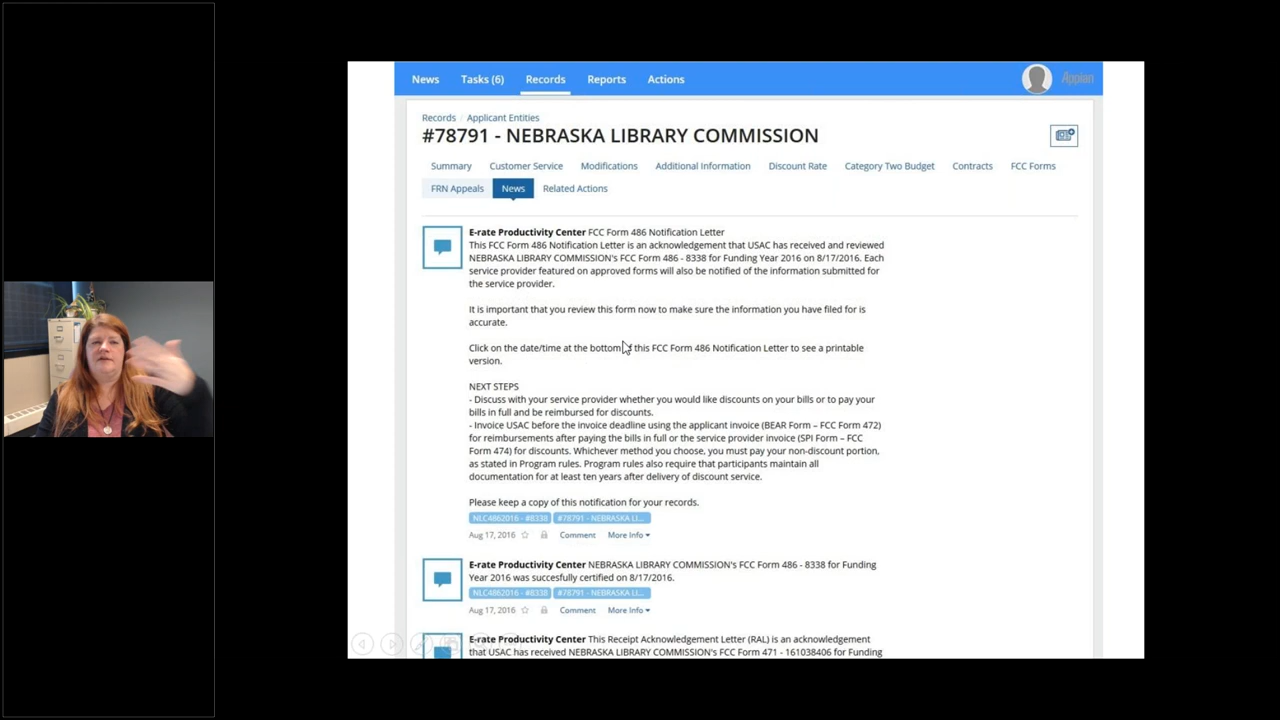 News Tasks (6) Records Reports Actions Appian
Records / Applicant Entities
#78791 - NEBRASKA LIBRARY COMMISSION
Summary Customer Service Modifications Additional Information Discount Rate Category Two Budget Contracts FCC Forms
FRN Appeals News Related Actions
E-rate Productivity Center FCC Form 486 Notification Letter
This FCC Form 486 Notification Letter is an acknowledgement that USAC has received and reviewed
NEBRASKA LIBRARY COMMISSION's FCC Form 486 - 8338 for Funding Year 2016 on 8/17/2016. Each
service provider featured on approved forms will also be notified of the information submitted for
the service provider.
It is important that you review this form now to make sure the information you have filed for is
accurate.
Click on the date/time at the bottom of this FCC Form 486 Notification Letter to see a printable
version.
NEXT STEPS
- Discuss with your service provider whether you would like discounts on your bills or to pay your
bills in full and be reimbursed for discounts.
- Invoice USAC before the invoice deadline using the applicant invoice (BEAR Form – FCC Form 472)
for reimbursements after paying the bills in full or the service provider invoice (SPI Form – FCC
Form 474) for discounts. Whichever method you choose, you must pay your non-discount portion,
as stated in Program rules. Program rules also require that participants maintain all
documentation for at least ten years after delivery of discount service.
Please keep a copy of this notification for your records.
NLC4862016 - #8338 #78791 - NEBRASKA LI...
Aug 17, 2016 Comment More Info
E-rate Productivity Center NEBRASKA LIBRARY COMMISSION's FCC Form 486 - 8338 for Funding
Year 2016 was succesfully certified on 8/17/2016.
NLC4862016 - #8338 #78791 - NEBRASKA LI...
Aug 17, 2016 Comment More Info
E-rate Productivity Center This Receipt Acknowledgement Letter (RAL) is an acknowledgement
that USAC has received NEBRASKA LIBRARY COMMISSION's FCC Form 471 - 161038406 for Funding